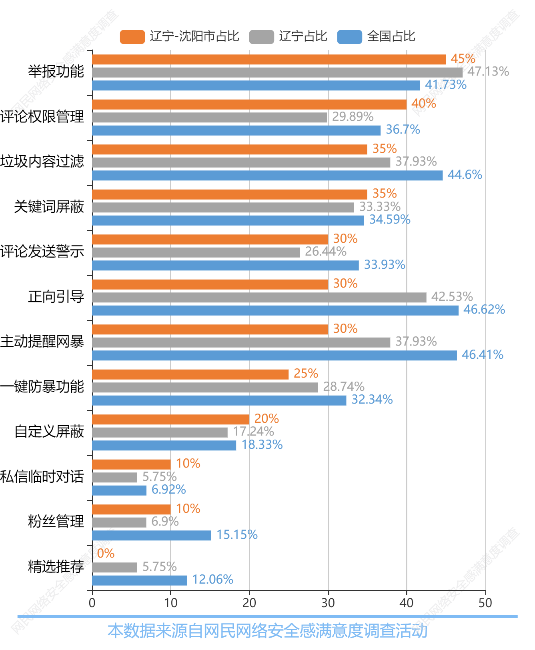 辽宁-沈阳市占比 辽宁占比 全国占比
举报功能 45% 47.13% 41.73%
评论权限管理 40% 29.89% 36.7%
垃圾内容过滤 35% 37.93% 44.6%
关键词屏蔽 35% 33.33% 34.59%
评论发送警示 30% 26.44% 33.93%
正向引导 30% 42.53% 46.62%
主动提醒网暴 30% 37.93% 46.41%
一键防暴功能 25% 28.74% 32.34%
自定义屏蔽 20% 17.24% 18.33%
私信临时对话 10% 5.75% 6.92%
粉丝管理 10% 6.9% 15.15%
精选推荐 0% 5.75% 12.06%
0 10 20 30 40 50
本数据来源自网民网络安全感满意度调查活动